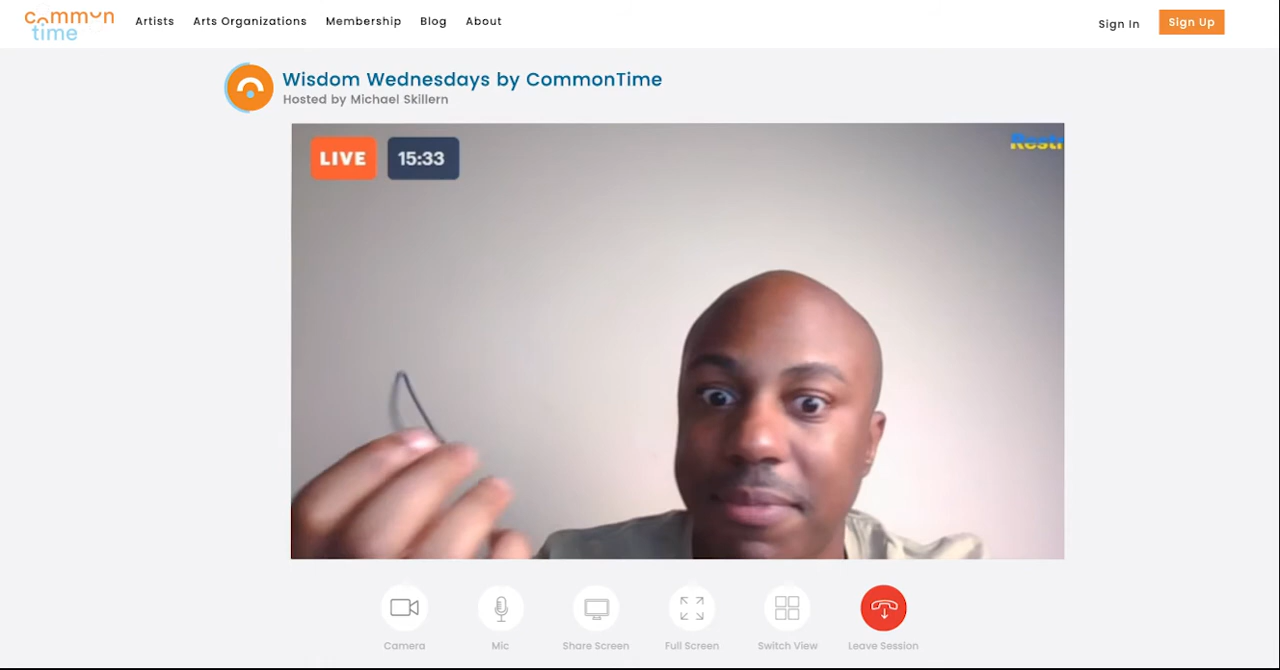 common
time
Artists
Arts Organizations
Membership
Blog
About
Sign In
Sign Up
Wisdom Wednesdays by CommonTime
Hosted by Michael Skillern
LIVE
15:33
Camera
Mic
Share Screen
Full Screen
Switch View
Leave Session